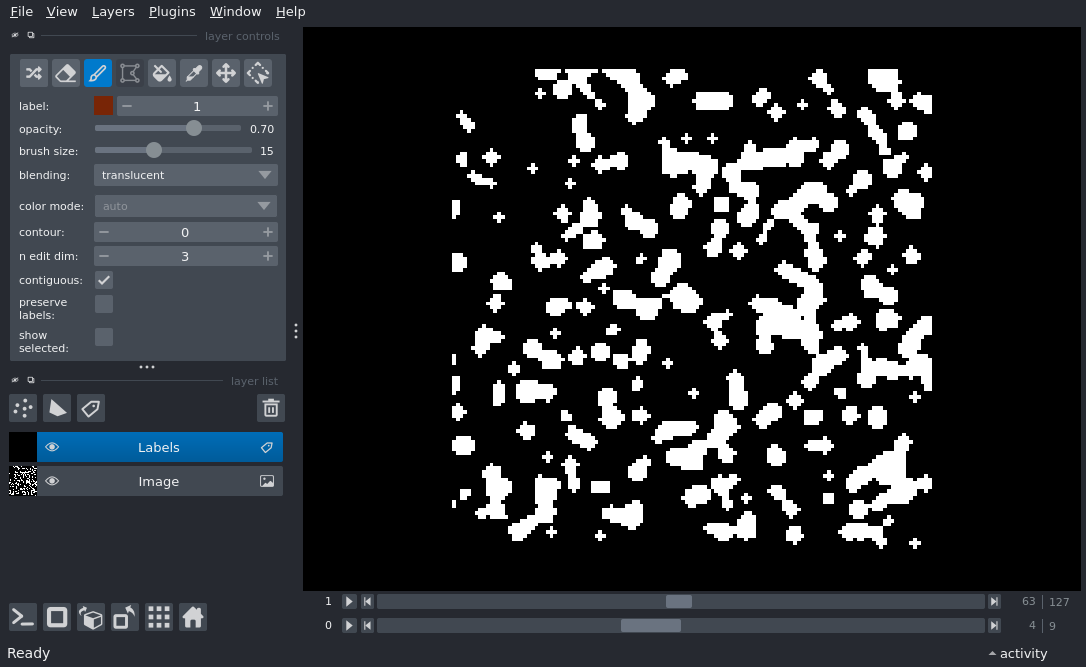 File View Layers Plugins Window Help
layer controls
label: 1
opacity: 0.70
brush size: 15
blending: translucent
color mode: auto
contour: 0
n edit dim: 3
contiguous:
preserve
labels:
show
selected:
layer list
Labels
Image
1 63 127
0 4 9
Ready activity